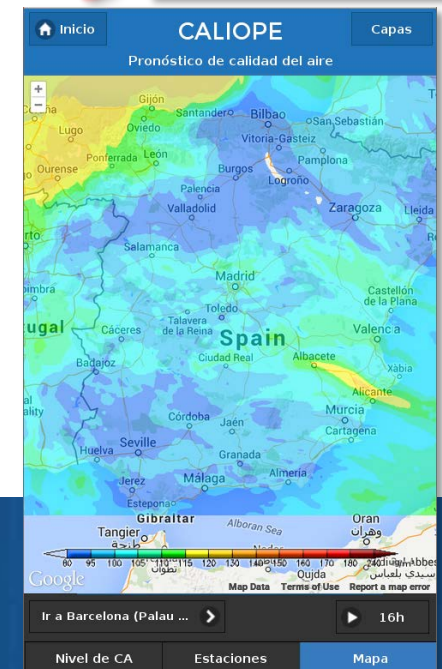 Inicio
CALIOPE
Capas
Pronóstico de calidad del aire
+
Gijón
Santander
Bilbao
San Sebastián
Lugo
Oviedo
Vitoria-Gasteiz
Ponferrada
León
Pamplona
Ourense
Burgos
Logroño
Palencia
Valladolid
Zaragoza
Lleida
Salamanca
Madrid
Castellon
de la Plana
Toledo
Talavera
de la Reina
Cáceres
Spain
Valencia
Ciudad Real
Albacete
Xàbia
Badajoz
Alicante
Murcia
Córdoba
Jaén
Cartagena
Seville
Huelva
Granada
Jerez
Málaga
Almería
Estepona
Gibraltar
Alboran Sea
Oran
وهران
Tangier
طنجة
80 95 100 105 110 115 120 130 140 150 160 170 180 240
Google
Oujda
سيدي بلعباس
Map Data Terms of Use Report a map error
Ir a Barcelona (Palau ...
16h
Nivel de CA
Estaciones
Mapa